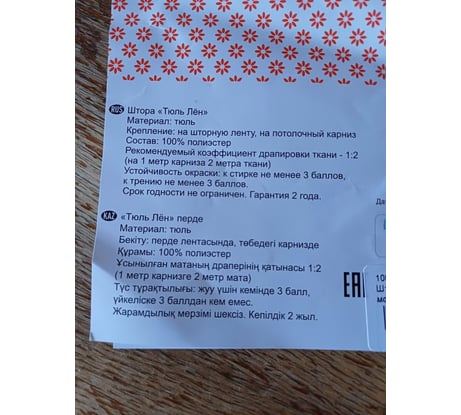 RUS Штора «Тюль Лён»
Материал: тюль
Крепление: на шторную ленту, на потолочный карниз
Состав: 100% полиэстер
Рекомендуемый коэффициент драпировки ткани - 1:2
(на 1 метр карниза 2 метра ткани)
Устойчивость окраски: к стирке не менее 3 баллов,
к трению не менее 3 баллов.
Срок годности не ограничен. Гарантия 2 года.
KAZ «Тюль Лён» перде
Материал: тюль
Бекіту: перде лентасында, төбедегі карнизде
Құрамы: 100% полиэстер
Ұсынылған матаның драперінің қатынасы 1:2
(1 метр карнизге 2 метр мата)
Түс тұрақтылығы: жуу үшін кемінде 3 балл,
үйкеліске 3 баллдан кем емес.
Жарамдылық мерзімі шексіз. Кепілдік 2 жыл.
EAC